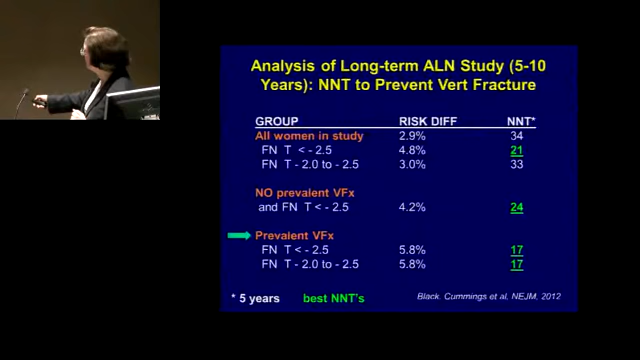 Analysis of Long-term ALN Study (5-10
Years): NNT to Prevent Vert Fracture
GROUP RISK DIFF NNT*
All women in study 2.9% 34
FN T < - 2.5 4.8% 21
FN T - 2.0 to - 2.5 3.0% 33
NO prevalent VFx
and FN T < - 2.5 4.2% 24
Prevalent VFx
FN T < - 2.5 5.8% 17
FN T - 2.0 to - 2.5 5.8% 17
* 5 years best NNT's
Black. Cummings et al, NEJM, 2012